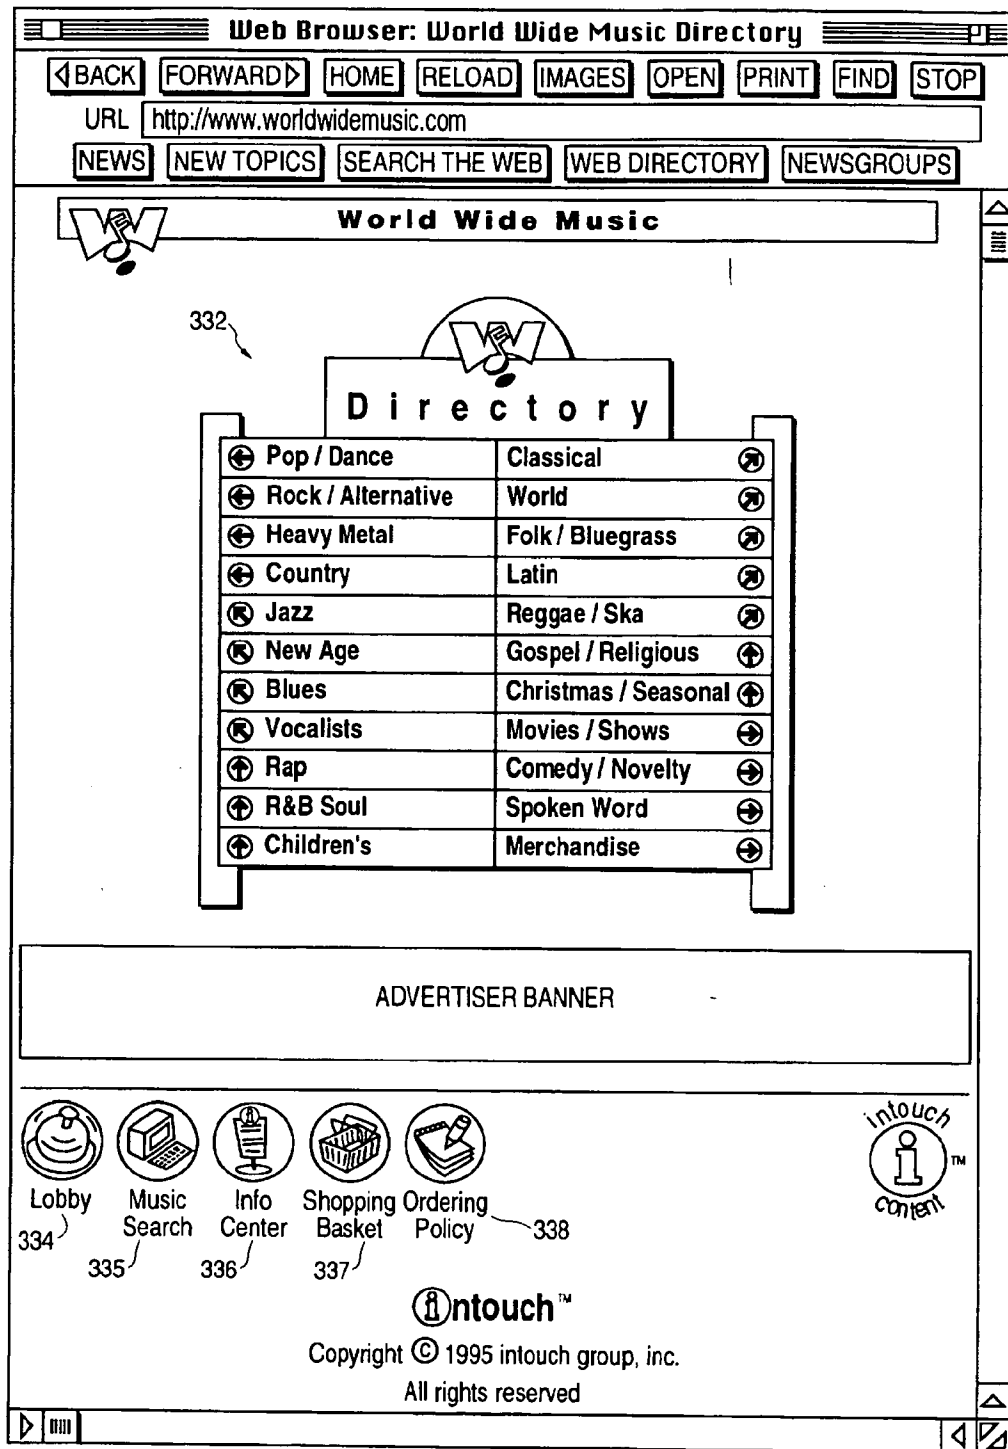 Web Browser: World Wide Music Directory
BACK FORWARD HOME RELOAD IMAGES OPEN PRINT FIND STOP
URL http://www.worldwidemusic.com
NEWS NEW TOPICS SEARCH THE WEB WEB DIRECTORY NEWSGROUPS
W World Wide Music
332
W
Directory
Pop / Dance Classical
Rock / Alternative World
Heavy Metal Folk / Bluegrass
Country Latin
Jazz Reggae / Ska
New Age Gospel / Religious
Blues Christmas / Seasonal
Vocalists Movies / Shows
Rap Comedy / Novelty
R&B Soul Spoken Word
Children's Merchandise
ADVERTISER BANNER
intouch
i TM
content
Lobby Music Search Info Center Shopping Basket Ordering Policy
334 335 336 337 338
intouch™
Copyright © 1995 intouch group, inc.
All rights reserved